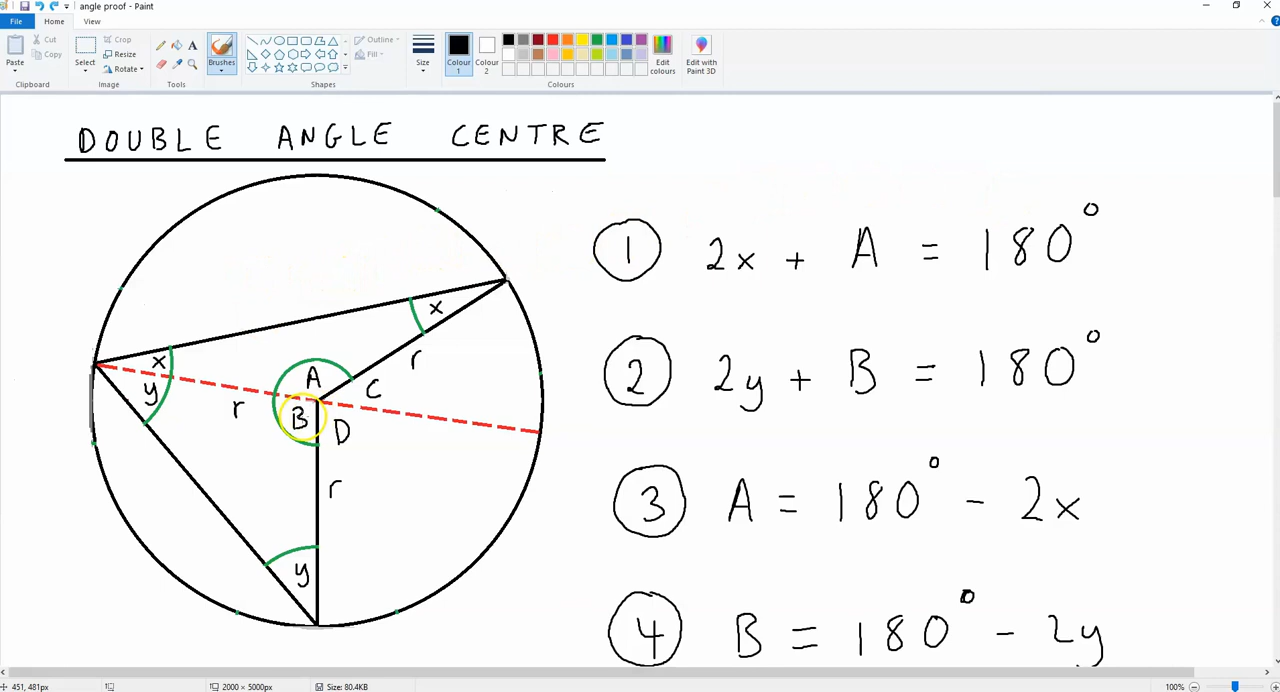 angle proof - Paint
File Home View
Paste
Cut
Copy
Clipboard
Select
Crop
Resize
Rotate
Image
A
Tools
Brushes
Outline
Fill
Shapes
Size
Colour 1
Colour 2
Edit colours
Edit with Paint 3D
Colours
DOUBLE ANGLE CENTRE
x
x
y
r
A
B
C
D
r
r
y
1 2x + A = 180°
2 2y + B = 180°
3 A = 180° - 2x
4 B = 180° - 2y
451, 481px
2000 × 5000px
Size: 80.4KB
100%